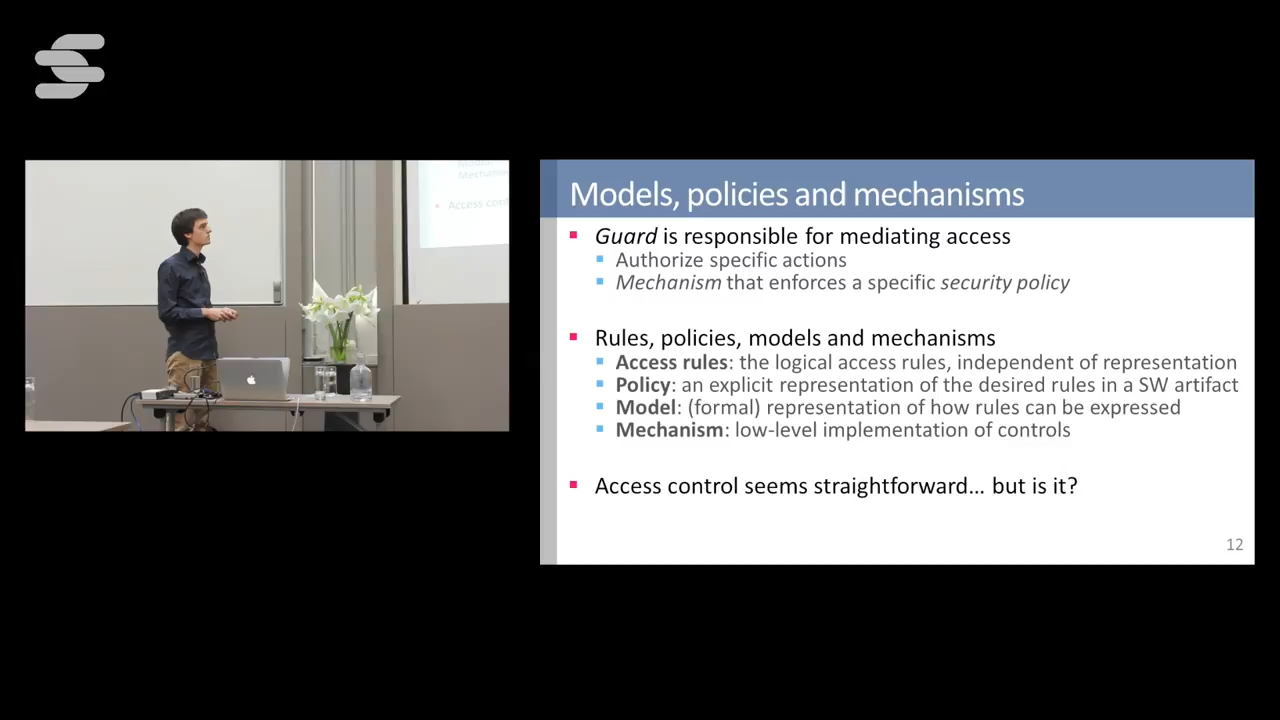 Models, policies and mechanisms
Guard is responsible for mediating access
Authorize specific actions
Mechanism that enforces a specific security policy
Rules, policies, models and mechanisms
Access rules: the logical access rules, independent of representation
Policy: an explicit representation of the desired rules in a SW artifact
Model: (formal) representation of how rules can be expressed
Mechanism: low-level implementation of controls
Access control seems straightforward... but is it?
12